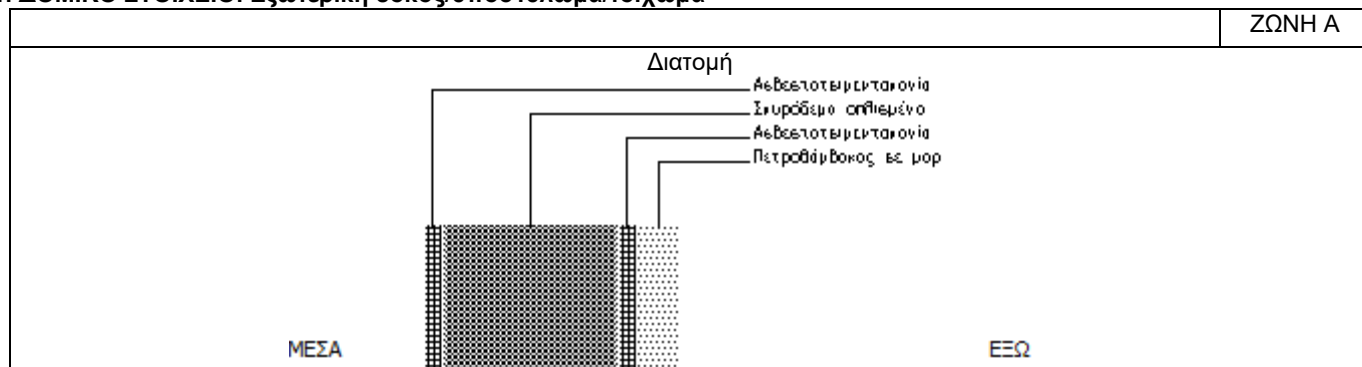 ΖΩΝΗ Α
Διατομή
Ασβεστοτσιμεντοκονία
Σκυρόδεμα οπλισμένο
Ασβεστοτσιμεντοκονία
Πετροβάμβακας σε μορ
ΜΕΣΑ
ΕΞΩ